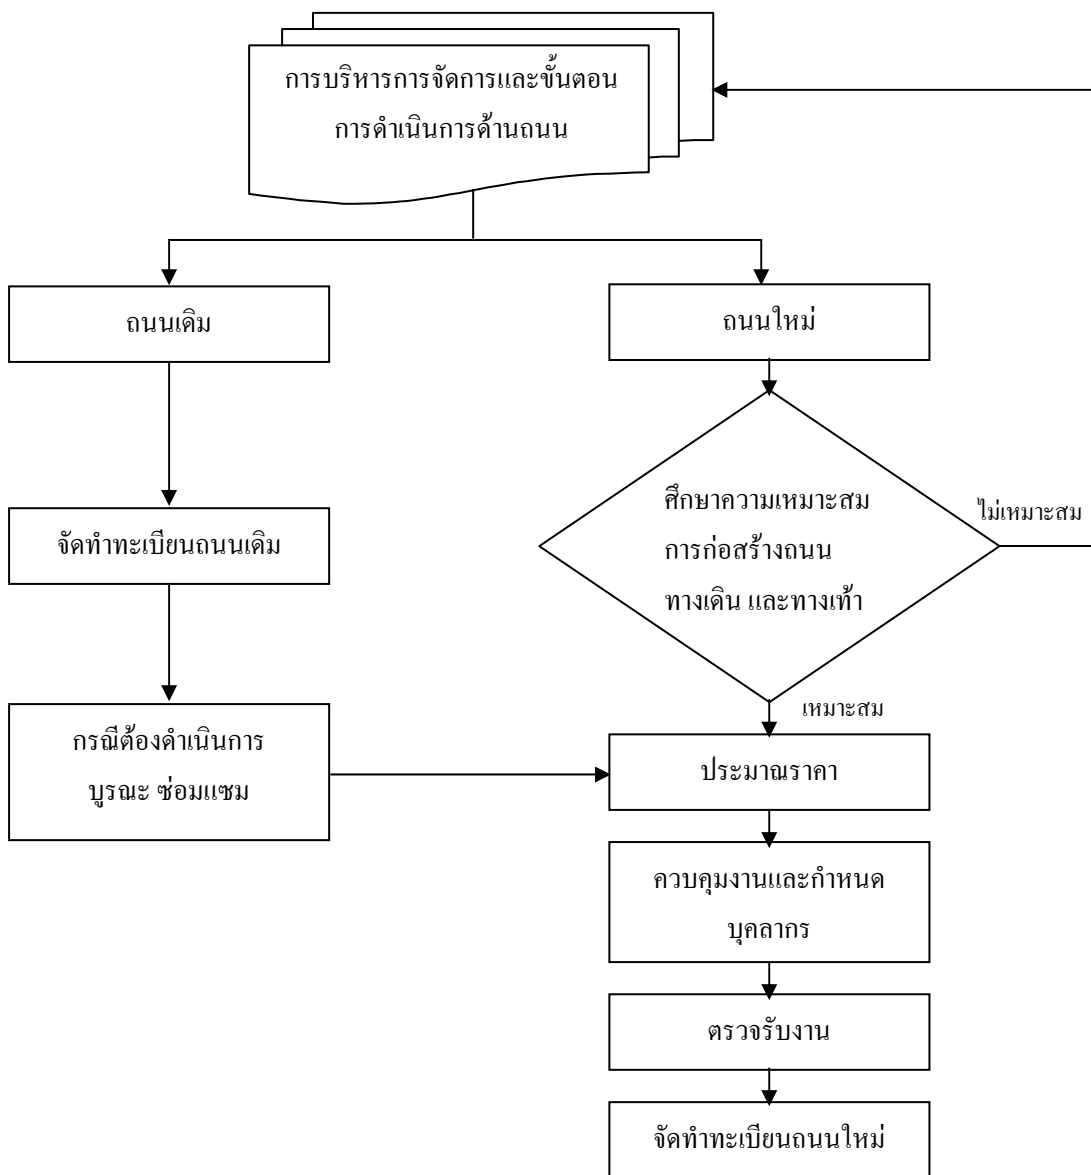 การบริหารการจัดการและขั้นตอน
การดำเนินการด้านถนน
ถนนเดิม
ถนนใหม่
ศึกษาความเหมาะสม
การก่อสร้างถนน
ทางเดิน และทางเท้า
ไม่เหมาะสม
จัดทำทะเบียนถนนเดิม
เหมาะสม
กรณีต้องดำเนินการ
บูรณะ ซ่อมแซม
ประมาณราคา
ควบคุมงานและกำหนด
บุคลากร
ตรวจรับงาน
จัดทำทะเบียนถนนใหม่